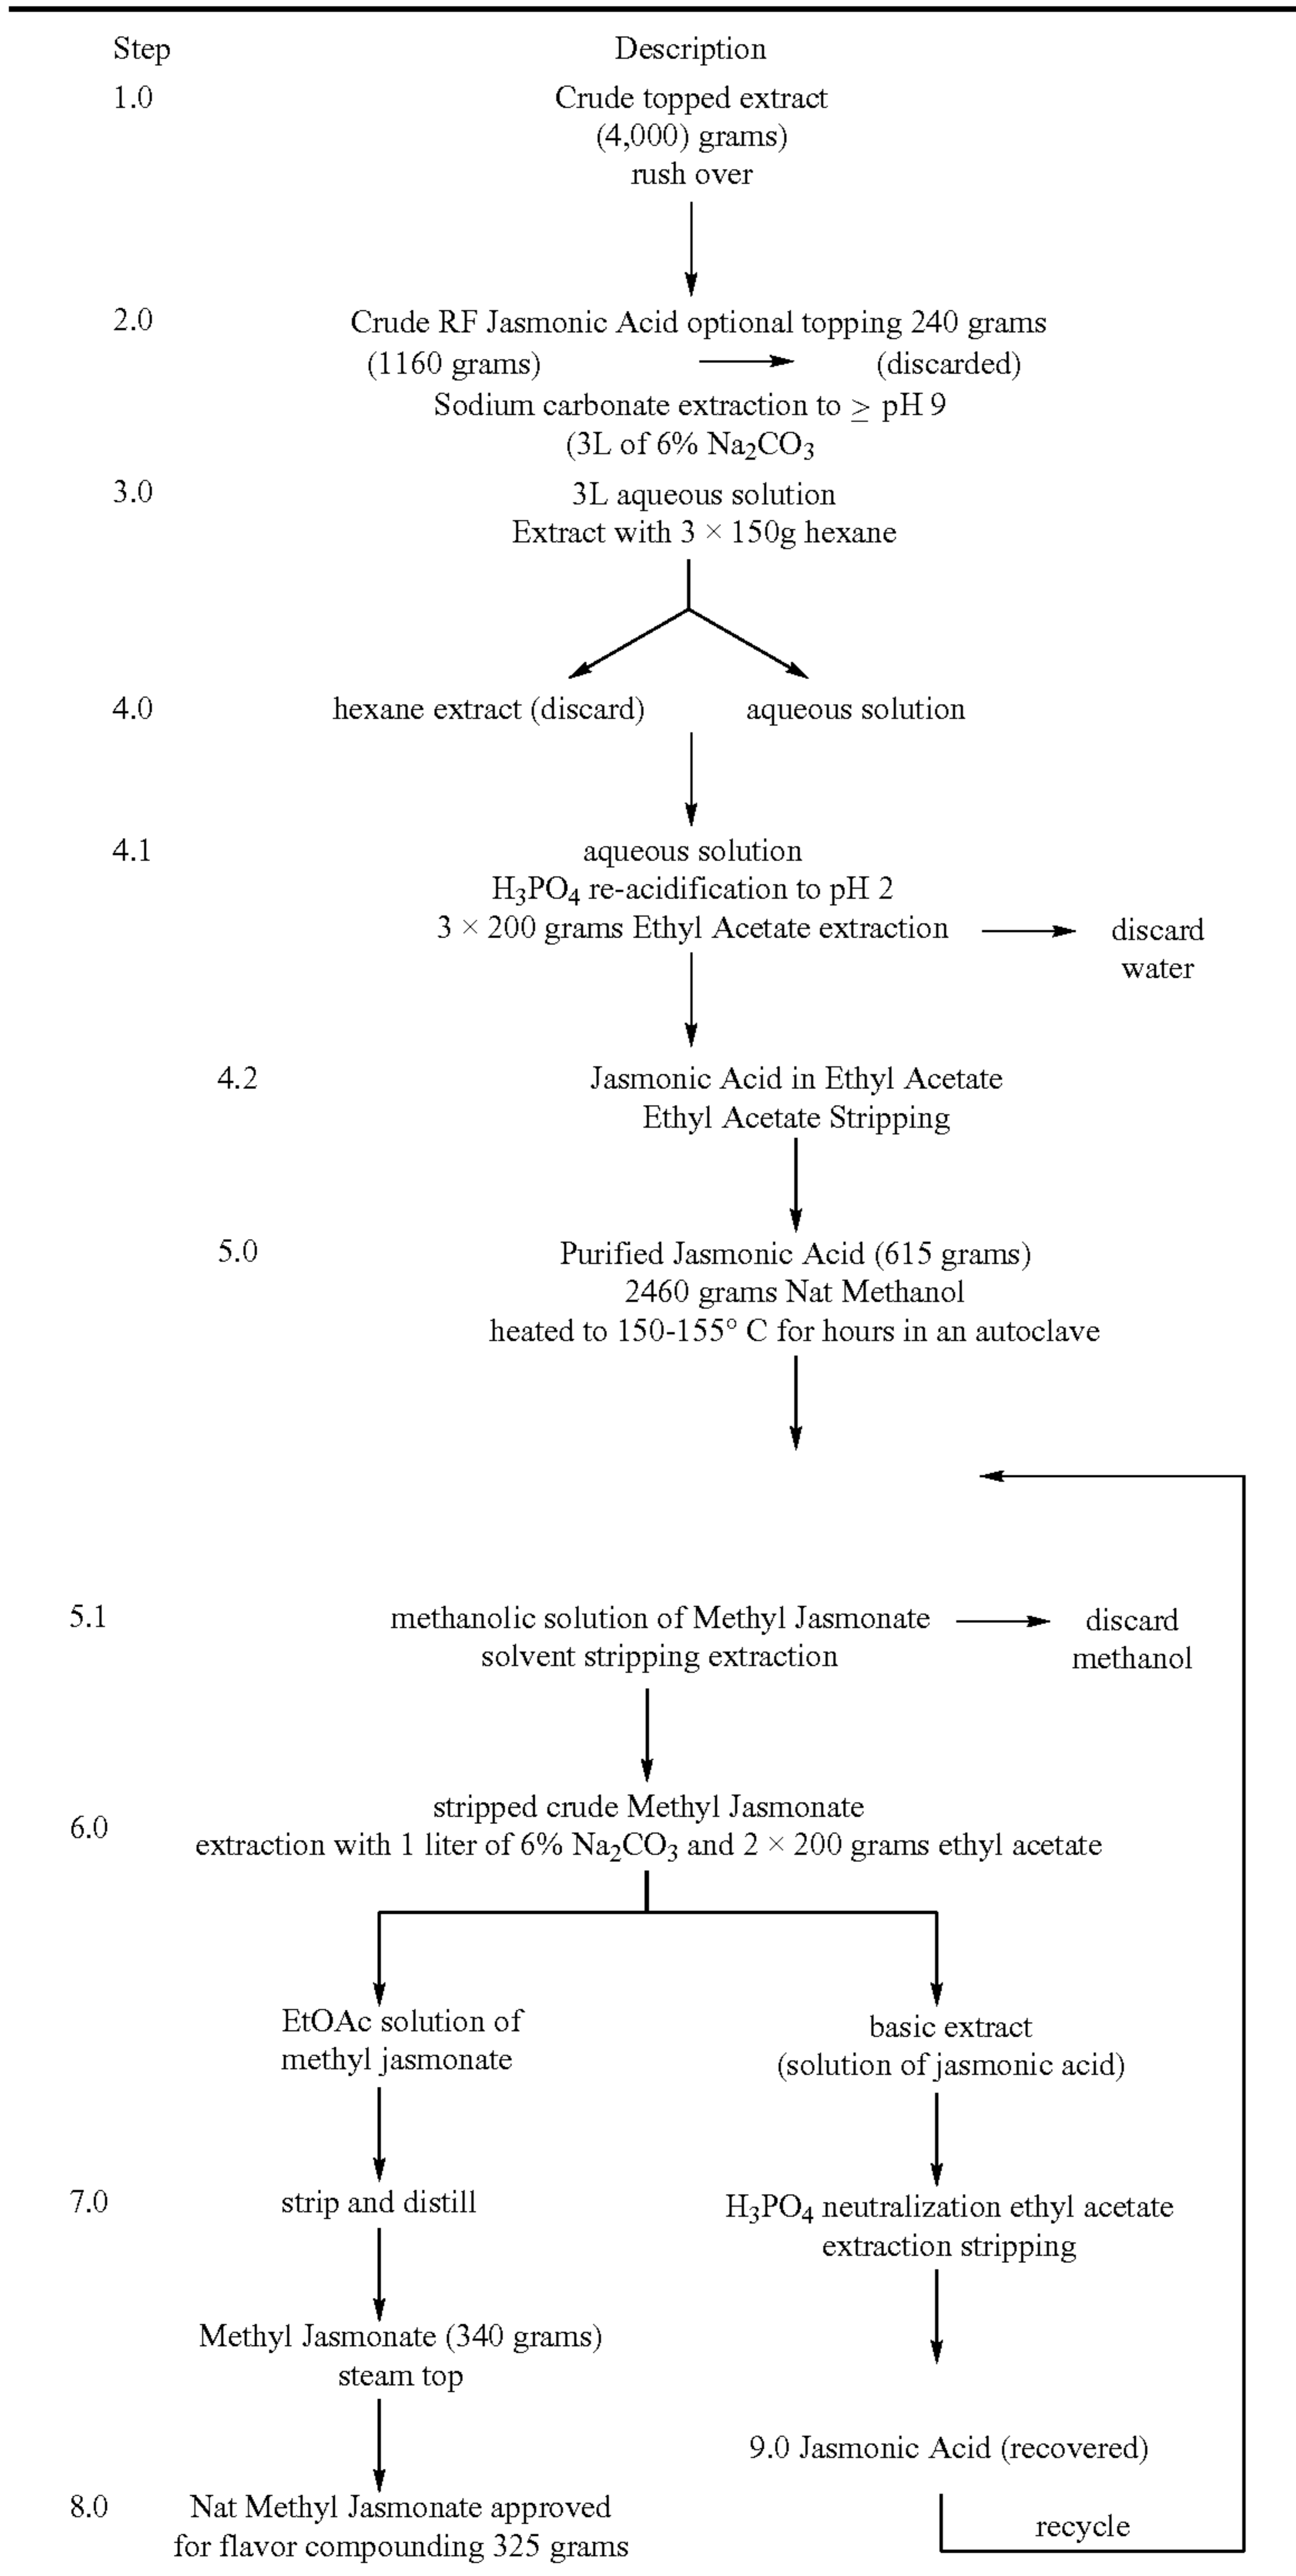 Step Description
1.0 Crude topped extract
(4,000) grams)
rush over
2.0 Crude RF Jasmonic Acid optional topping 240 grams
(1160 grams) (discarded)
Sodium carbonate extraction to ≥ pH 9
(3L of 6% Na₂CO₃
3.0 3L aqueous solution
Extract with 3 × 150g hexane
4.0 hexane extract (discard) aqueous solution
4.1 aqueous solution
H₃PO₄ re-acidification to pH 2
3 × 200 grams Ethyl Acetate extraction discard
water
4.2 Jasmonic Acid in Ethyl Acetate
Ethyl Acetate Stripping
5.0 Purified Jasmonic Acid (615 grams)
2460 grams Nat Methanol
heated to 150-155° C for hours in an autoclave
5.1 methanolic solution of Methyl Jasmonate discard
solvent stripping extraction methanol
stripped crude Methyl Jasmonate
6.0 extraction with 1 liter of 6% Na₂CO₃ and 2 × 200 grams ethyl acetate
EtOAc solution of basic extract
methyl jasmonate (solution of jasmonic acid)
7.0 strip and distill H₃PO₄ neutralization ethyl acetate
extraction stripping
Methyl Jasmonate (340 grams)
steam top
9.0 Jasmonic Acid (recovered)
8.0 Nat Methyl Jasmonate approved recycle
for flavor compounding 325 grams